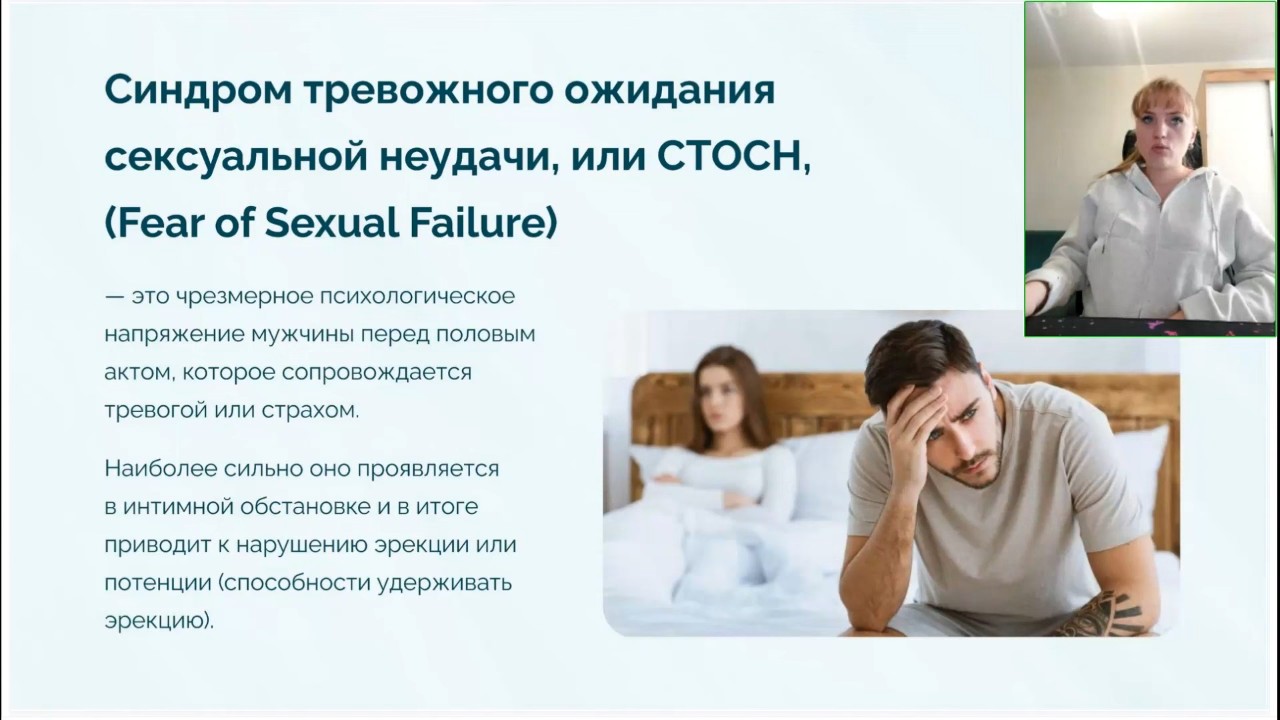 Синдром тревожного ожидания
сексуальной неудачи, или СТОСН,
(Fear of Sexual Failure)
— это чрезмерное психологическое
напряжение мужчины перед половым
актом, которое сопровождается
тревогой или страхом.
Наиболее сильно оно проявляется
в интимной обстановке и в итоге
приводит к нарушению эрекции или
потенции (способности удерживать
эрекцию).